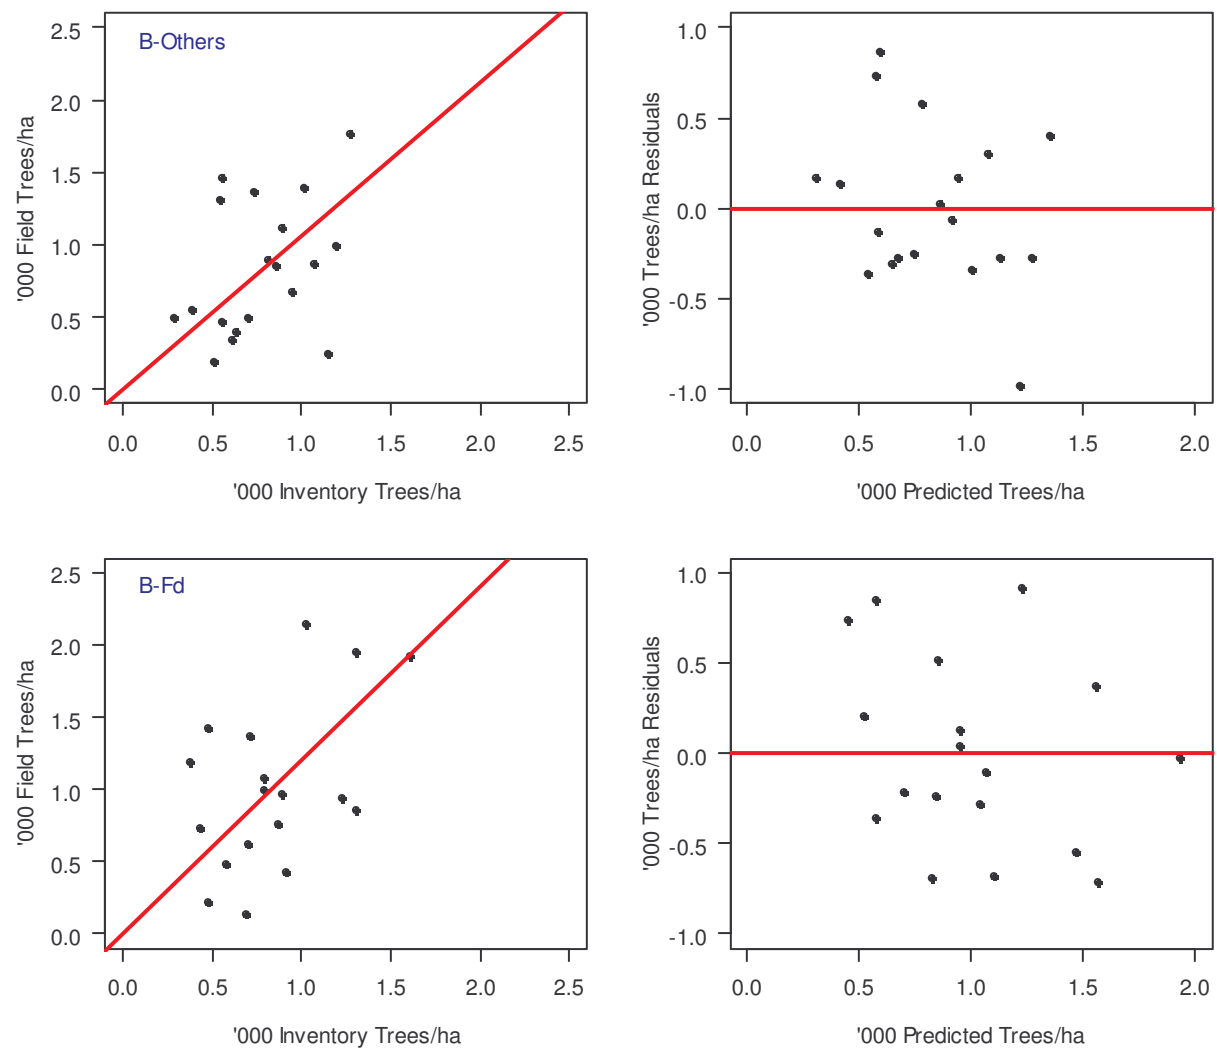 B-Others
'000 Field Trees/ha
2.5
2.0
1.5
1.0
0.5
0.0
0.0 0.5 1.0 1.5 2.0 2.5
'000 Inventory Trees/ha
'000 Trees/ha Residuals
1.0
0.5
0.0
-0.5
-1.0
0.0 0.5 1.0 1.5 2.0
'000 Predicted Trees/ha
B-Fd
'000 Field Trees/ha
2.5
2.0
1.5
1.0
0.5
0.0
0.0 0.5 1.0 1.5 2.0 2.5
'000 Inventory Trees/ha
'000 Trees/ha Residuals
1.0
0.5
0.0
-0.5
-1.0
0.0 0.5 1.0 1.5 2.0
'000 Predicted Trees/ha